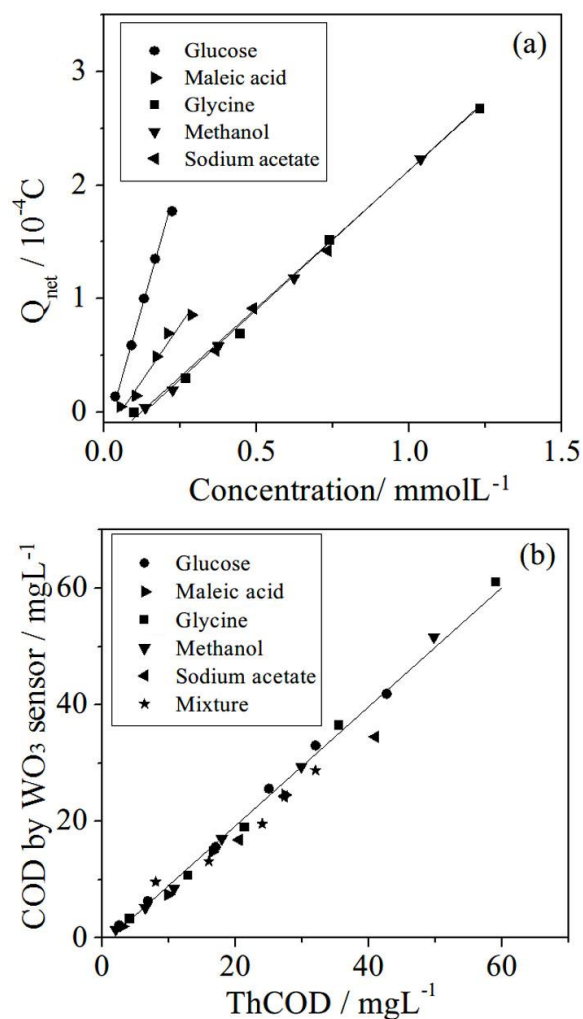 (a)
Glucose
Maleic acid
Glycine
Methanol
Sodium acetate
3
2
1
0
Q_net / 10⁻⁴C
0.0 0.5 1.0 1.5
Concentration/ mmolL⁻¹
(b)
Glucose
Maleic acid
Glycine
Methanol
Sodium acetate
Mixture
60
40
20
0
COD by WO₃ sensor / mgL⁻¹
0 20 40 60
ThCOD / mgL⁻¹